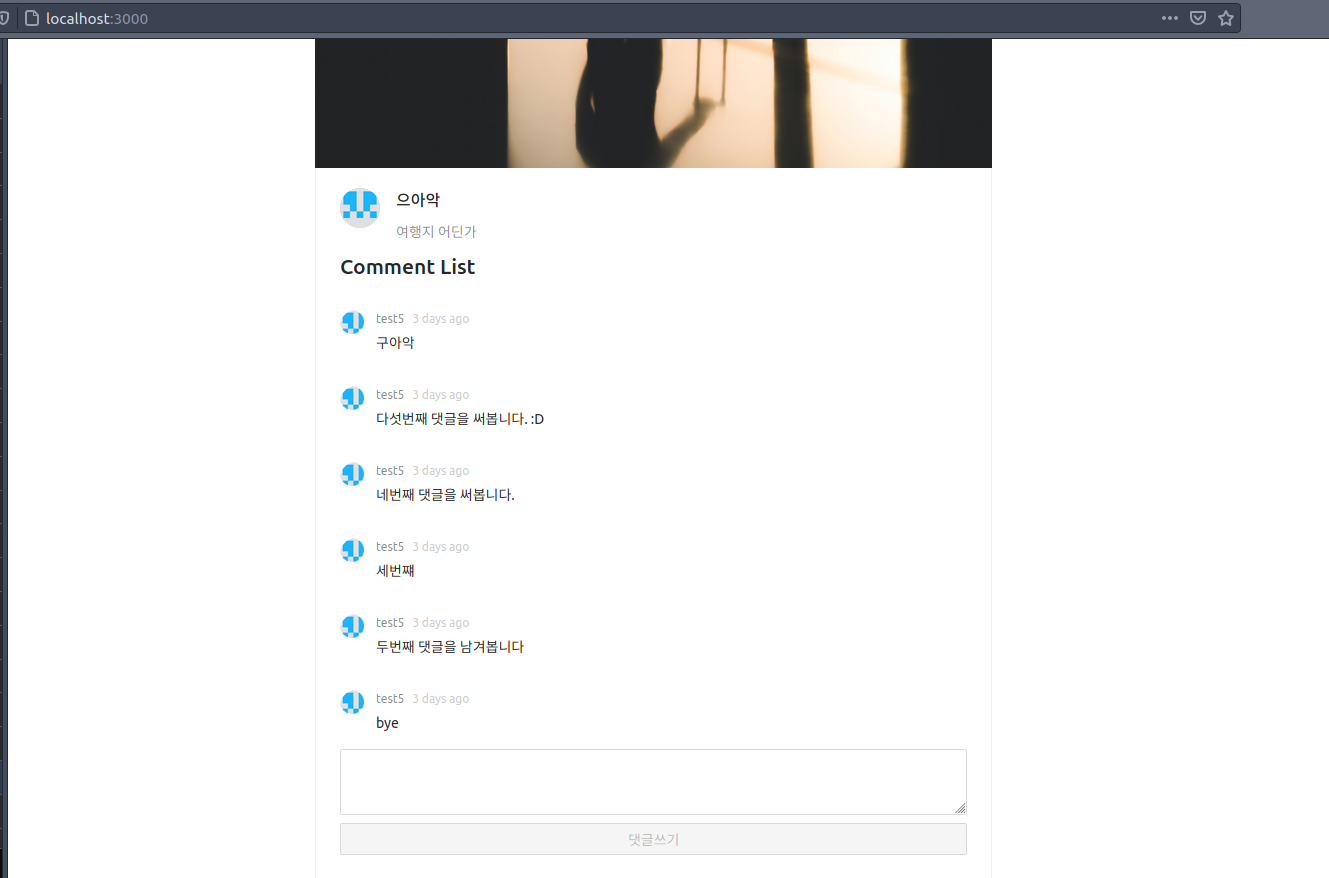 localhost:3000
으아악
여행지 어딘가
Comment List
test5 3 days ago
구아악
test5 3 days ago
다섯번째 댓글을 써봅니다. :D
test5 3 days ago
네번째 댓글을 써봅니다.
test5 3 days ago
세번쨰
test5 3 days ago
두번째 댓글을 남겨봅니다
test5 3 days ago
bye
댓글쓰기